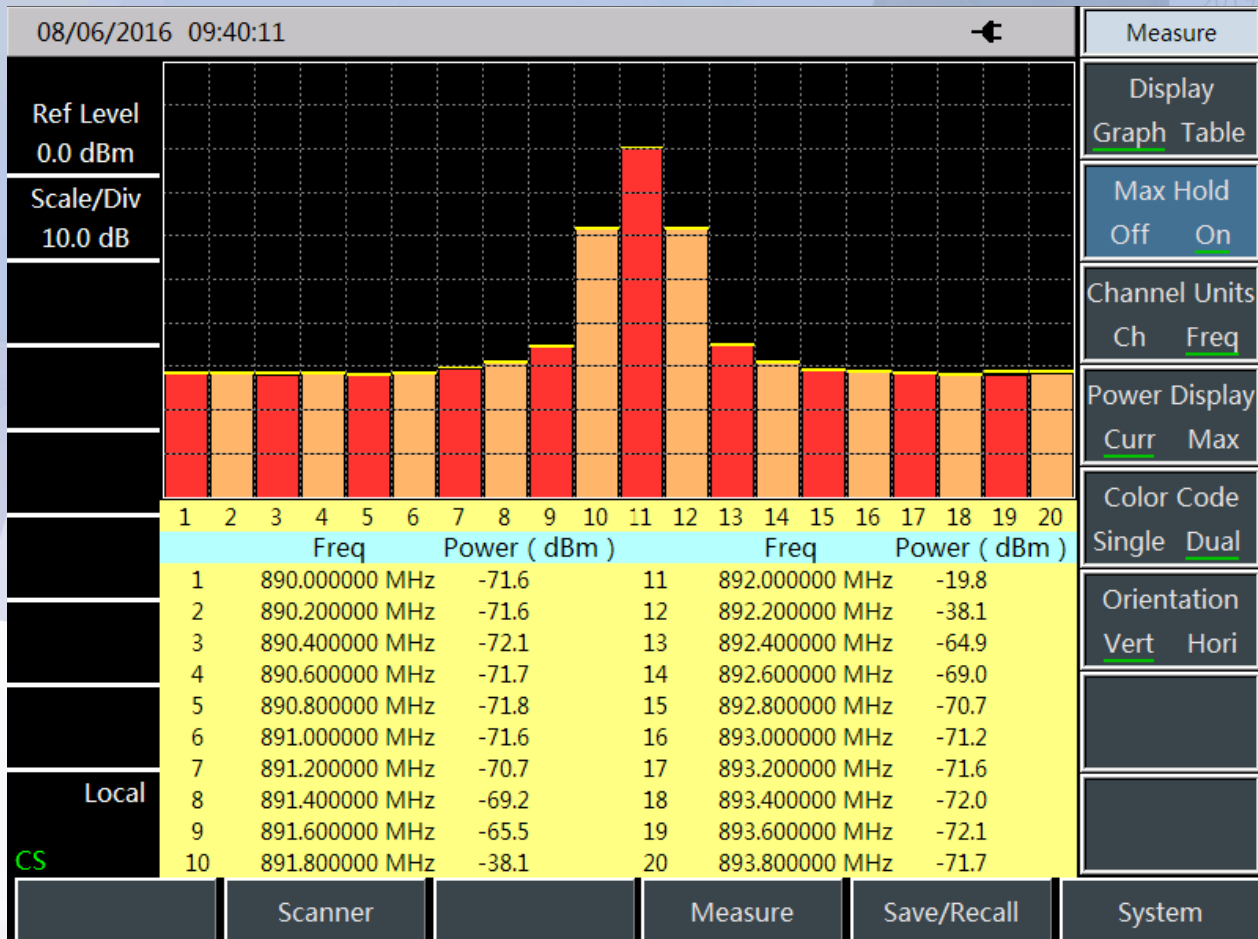 08/06/2016 09:40:11
Measure
Ref Level
0.0 dBm
Scale/Div
10.0 dB
Display
Graph Table
Max Hold
Off On
Channel Units
Ch Freq
Power Display
Curr Max
Color Code
Single Dual
Orientation
Vert Hori
1 2 3 4 5 6 7 8 9 10 11 12 13 14 15 16 17 18 19 20
Freq Power ( dBm ) Freq Power ( dBm )
1 890.000000 MHz -71.6 11 892.000000 MHz -19.8
2 890.200000 MHz -71.6 12 892.200000 MHz -38.1
3 890.400000 MHz -72.1 13 892.400000 MHz -64.9
4 890.600000 MHz -71.7 14 892.600000 MHz -69.0
5 890.800000 MHz -71.8 15 892.800000 MHz -70.7
6 891.000000 MHz -71.6 16 893.000000 MHz -71.2
7 891.200000 MHz -70.7 17 893.200000 MHz -71.6
8 891.400000 MHz -69.2 18 893.400000 MHz -72.0
9 891.600000 MHz -65.5 19 893.600000 MHz -72.1
10 891.800000 MHz -38.1 20 893.800000 MHz -71.7
Local
CS
Scanner Measure Save/Recall System